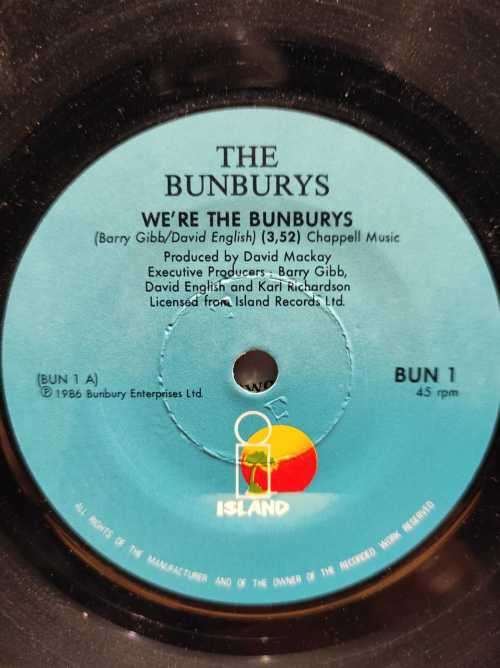 THE
BUNBURYS
WE'RE THE BUNBURYS
(Barry Gibb/David English) (3,52) Chappell Music
Produced by David Mackay
Executive Producers: Barry Gibb,
David English and Karl Richardson
Licensed from Island Records Ltd.
(BUN 1 A)
℗ 1986 Bunbury Enterprises Ltd.
BUN 1
45 rpm
ISLAND
ALL RIGHTS OF THE MANUFACTURER AND OF THE OWNER OF THE RECORDED WORK RESERVED